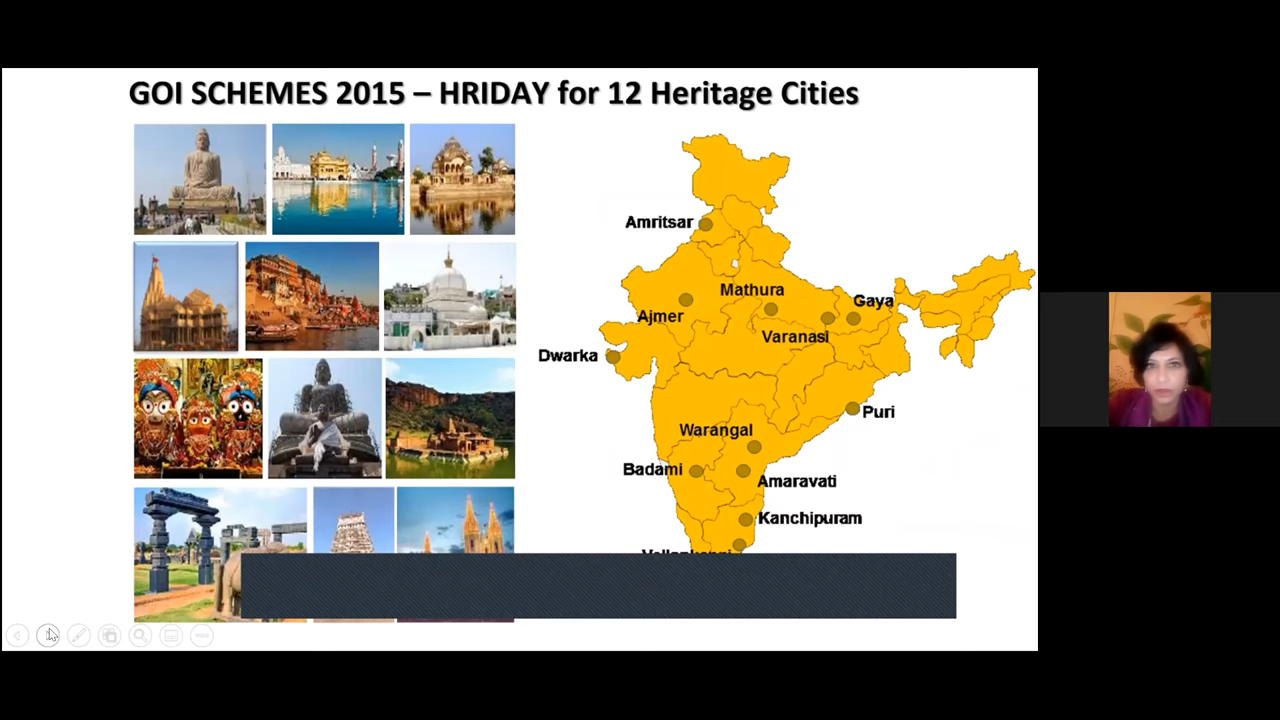 GOI SCHEMES 2015 – HRIDAY for 12 Heritage Cities
Amritsar
Mathura
Gaya
Ajmer
Varanasi
Dwarka
Puri
Warangal
Badami
Amaravati
Kanchipuram